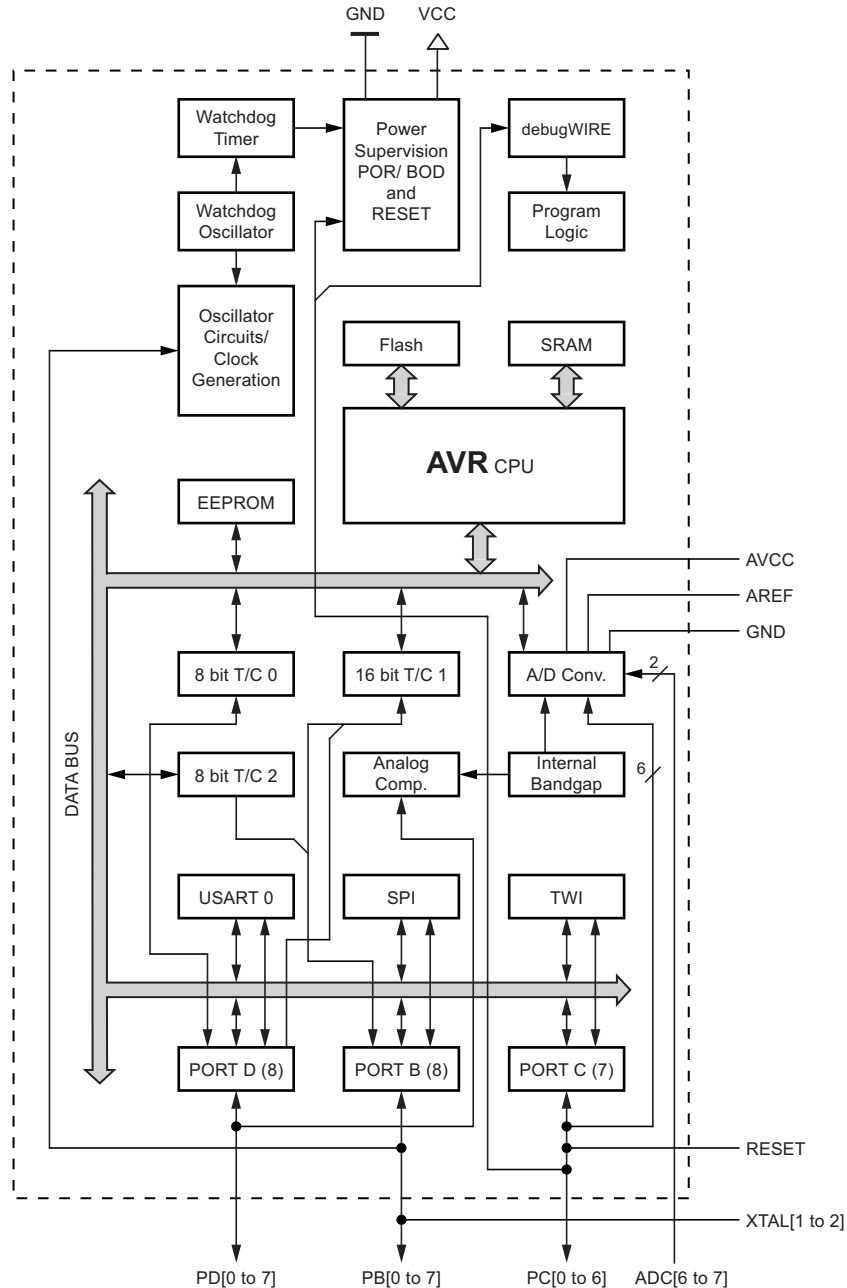 GND
VCC
Watchdog
Timer
Power
Supervision
POR/ BOD
and
RESET
debugWIRE
Watchdog
Oscillator
Program
Logic
Oscillator
Circuits/
Clock
Generation
Flash
SRAM
AVR CPU
EEPROM
AVCC
AREF
GND
8 bit T/C 0
16 bit T/C 1
A/D Conv.
2
DATA BUS
8 bit T/C 2
Analog
Comp.
Internal
Bandgap
6
USART 0
SPI
TWI
PORT D (8)
PORT B (8)
PORT C (7)
RESET
XTAL[1 to 2]
PD[0 to 7]
PB[0 to 7]
PC[0 to 6]
ADC[6 to 7]